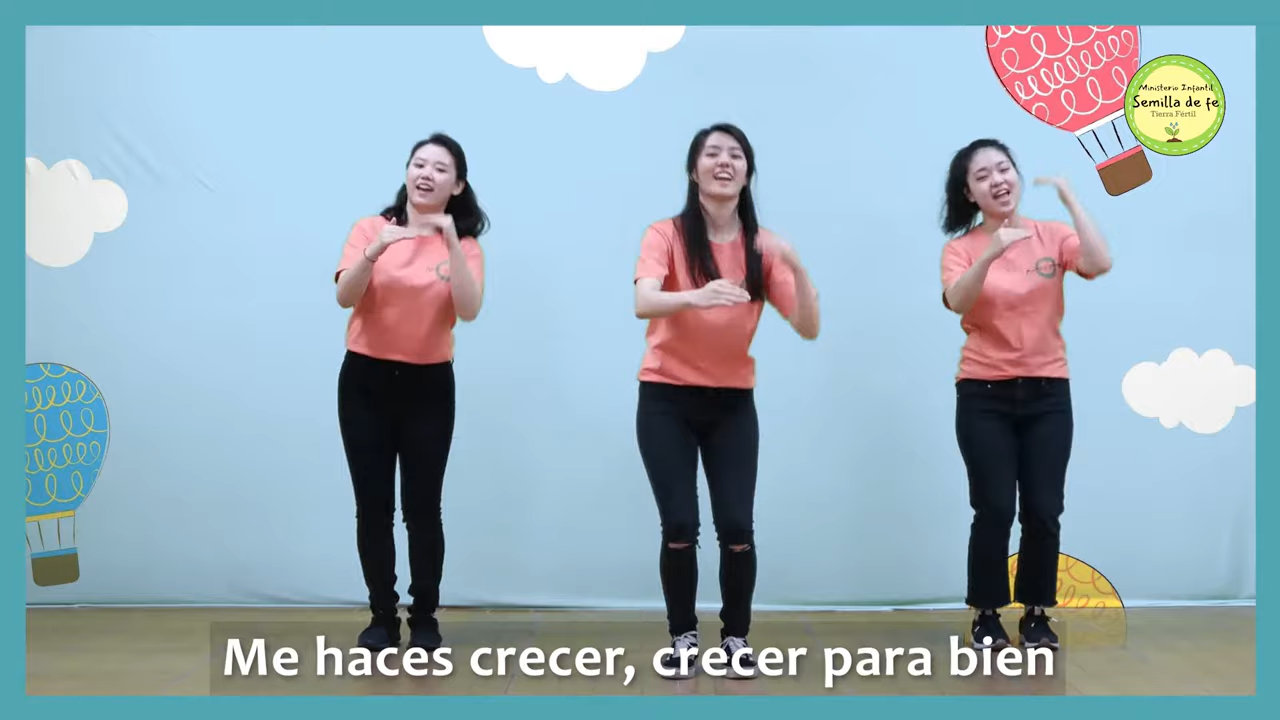 Ministerio Infantil
Semilla de fe
Tierra Fértil
Me haces crecer, crecer para bien